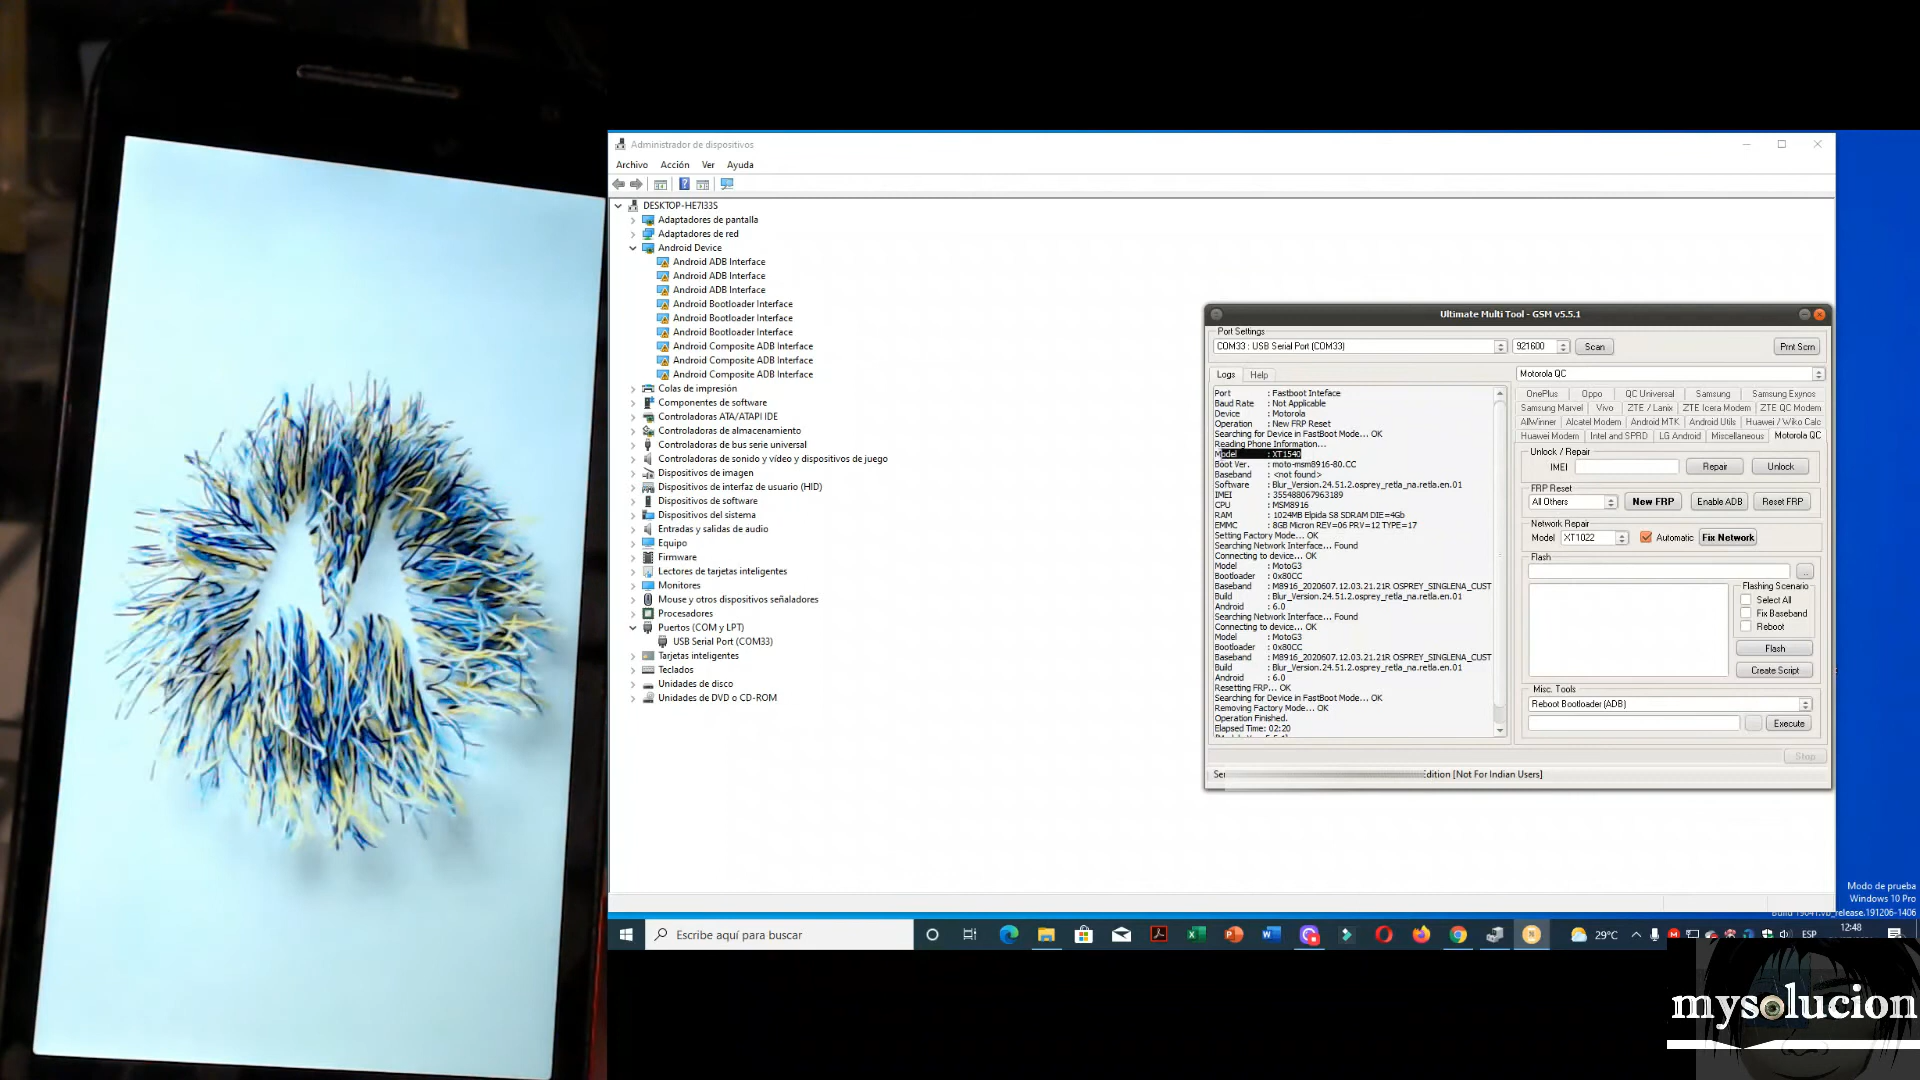 Administrador de dispositivos
Archivo Acción Ver Ayuda
DESKTOP-HE7I33S
Adaptadores de pantalla
Adaptadores de red
Android Device
Android ADB Interface
Android ADB Interface
Android ADB Interface
Android Bootloader Interface
Android Bootloader Interface
Android Bootloader Interface
Android Composite ADB Interface
Android Composite ADB Interface
Android Composite ADB Interface
Colas de impresión
Componentes de software
Controladoras ATA/ATAPI IDE
Controladoras de almacenamiento
Controladoras de bus serie universal
Controladoras de sonido y vídeo y dispositivos de juego
Dispositivos de imagen
Dispositivos de interfaz de usuario (HID)
Dispositivos de software
Dispositivos del sistema
Entradas y salidas de audio
Equipo
Firmware
Lectores de tarjetas inteligentes
Monitores
Mouse y otros dispositivos señaladores
Procesadores
Puertos (COM y LPT)
USB Serial Port (COM33)
Tarjetas inteligentes
Teclados
Unidades de disco
Unidades de DVD o CD-ROM
Ultimate Multi Tool - GSM v5.5.1
Port Settings
COM33 : USB Serial Port (COM33) 921600 Scan Prnt Scrn
Logs Help
Port : Fastboot Inteface
Baud Rate : Not Applicable
Device : Motorola
Operation : New FRP Reset
Searching for Device in FastBoot Mode... OK
Reading Phone Information...
Model : XT1540
Boot Ver. : moto-msm8916-80.CC
Baseband : <not found>
Software : Blur_Version.24.51.2.osprey_retla_na.retla.en.01
IMEI : 355488067963189
CPU : MSM8916
RAM : 1024MB Elpida S8 SDRAM DIE=4Gb
EMMC : 8GB Micron REV=06 PRV=12 TYPE=17
Setting Factory Mode... OK
Searching Network Interface... Found
Connecting to device... OK
Model : MotoG3
Bootloader : 0x80CC
Baseband : M8916_2020607.12.03.21.21R OSPREY_SINGLENA_CUST
Build : Blur_Version.24.51.2.osprey_retla_na.retla.en.01
Android : 6.0
Searching Network Interface... Found
Connecting to device... OK
Model : MotoG3
Bootloader : 0x80CC
Baseband : M8916_2020607.12.03.21.21R OSPREY_SINGLENA_CUST
Build : Blur_Version.24.51.2.osprey_retla_na.retla.en.01
Android : 6.0
Resetting FRP... OK
Searching for Device in FastBoot Mode... OK
Removing Factory Mode... OK
Operation Finished.
Elapsed Time: 02:20
Motorola QC
OnePlus Oppo QC Universal Samsung Samsung Exynos
Samsung Marvel Vivo ZTE / Lanix ZTE Icera Modem ZTE QC Modem
AllWinner Alcatel Modem Android MTK Android Utils Huawei / Wiko Calc
Huawei Modem Intel and SPRD LG Android Miscellaneous Motorola QC
Unlock / Repair
IMEI Repair Unlock
FRP Reset
All Others New FRP Enable ADB Reset FRP
Network Repair
Model XT1022 Automatic Fix Network
Flash
Flashing Scenario
Select All
Fix Baseband
Reboot
Flash
Create Script
Misc. Tools
Reboot Bootloader (ADB)
Execute
Stop
Edition [Not For Indian Users]
Modo de prueba
Windows 10 Pro
Build 19041.vb_release.191206-1406
Escribe aquí para buscar
29°C ESP 12:48
mysolucion